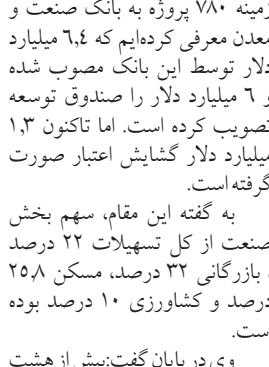 زمینه ۷۸۰ پروژه به بانک صنعت و
معدن معرفی کرده‌ایم که ۶,۴ میلیارد
دلار توسط این بانک مصوب شده
و ۶ میلیارد دلار را صندوق توسعه
تصویب کرده است. اما تاکنون ۱,۳
میلیارد دلار گشایش اعتبار صورت
گرفته است.
به گفته این مقام، سهم بخش
صنعت از کل تسهیلات ۲۲ درصد
، بازرگانی ۳۲ درصد، مسکن ۲۵,۸
درصد و کشاورزی ۱۰ درصد بوده
است.
وی در پایان گفت:بیش از هشت